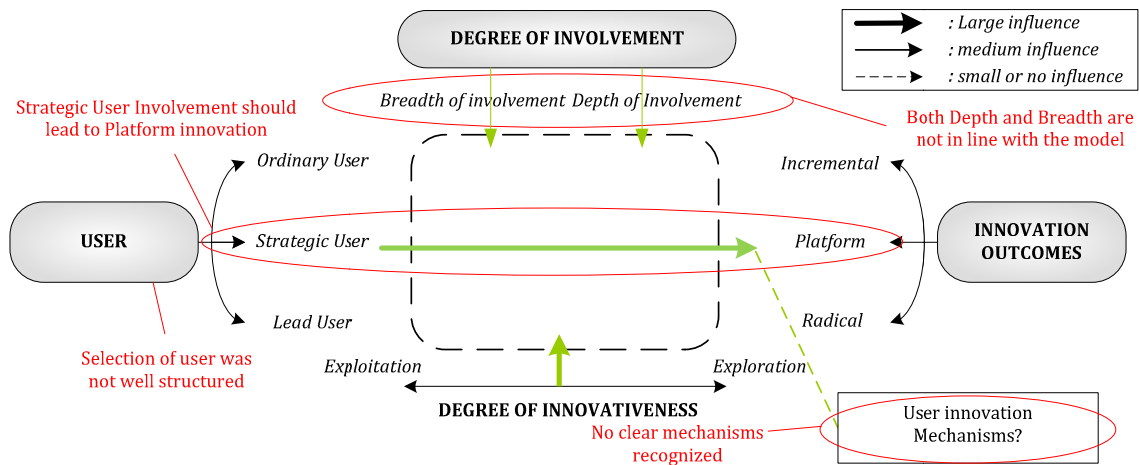 DEGREE OF INVOLVEMENT
: Large influence
: medium influence
: small or no influence
Breadth of involvement Depth of Involvement
Strategic User Involvement should
lead to Platform innovation
Both Depth and Breadth are
not in line with the model
Ordinary User
Incremental
USER
Strategic User
Platform
INNOVATION
OUTCOMES
Lead User
Radical
Selection of user was
not well structured
Exploitation
Exploration
DEGREE OF INNOVATIVENESS
No clear mechanisms
recognized
User innovation
Mechanisms?